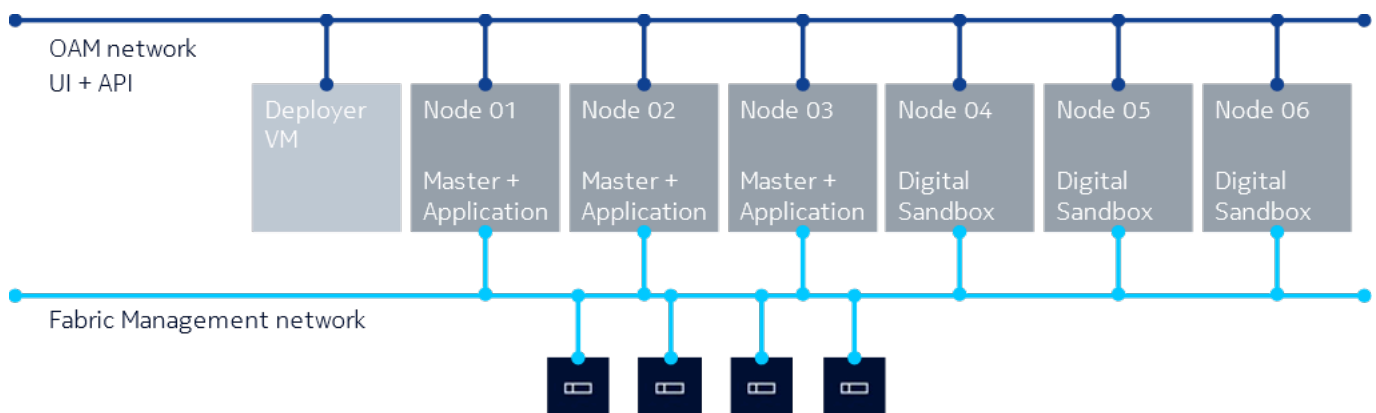 OAM network
UI + API
Deployer
VM
Node 01
Master +
Application
Node 02
Master +
Application
Node 03
Master +
Application
Node 04
Digital
Sandbox
Node 05
Digital
Sandbox
Node 06
Digital
Sandbox
Fabric Management network